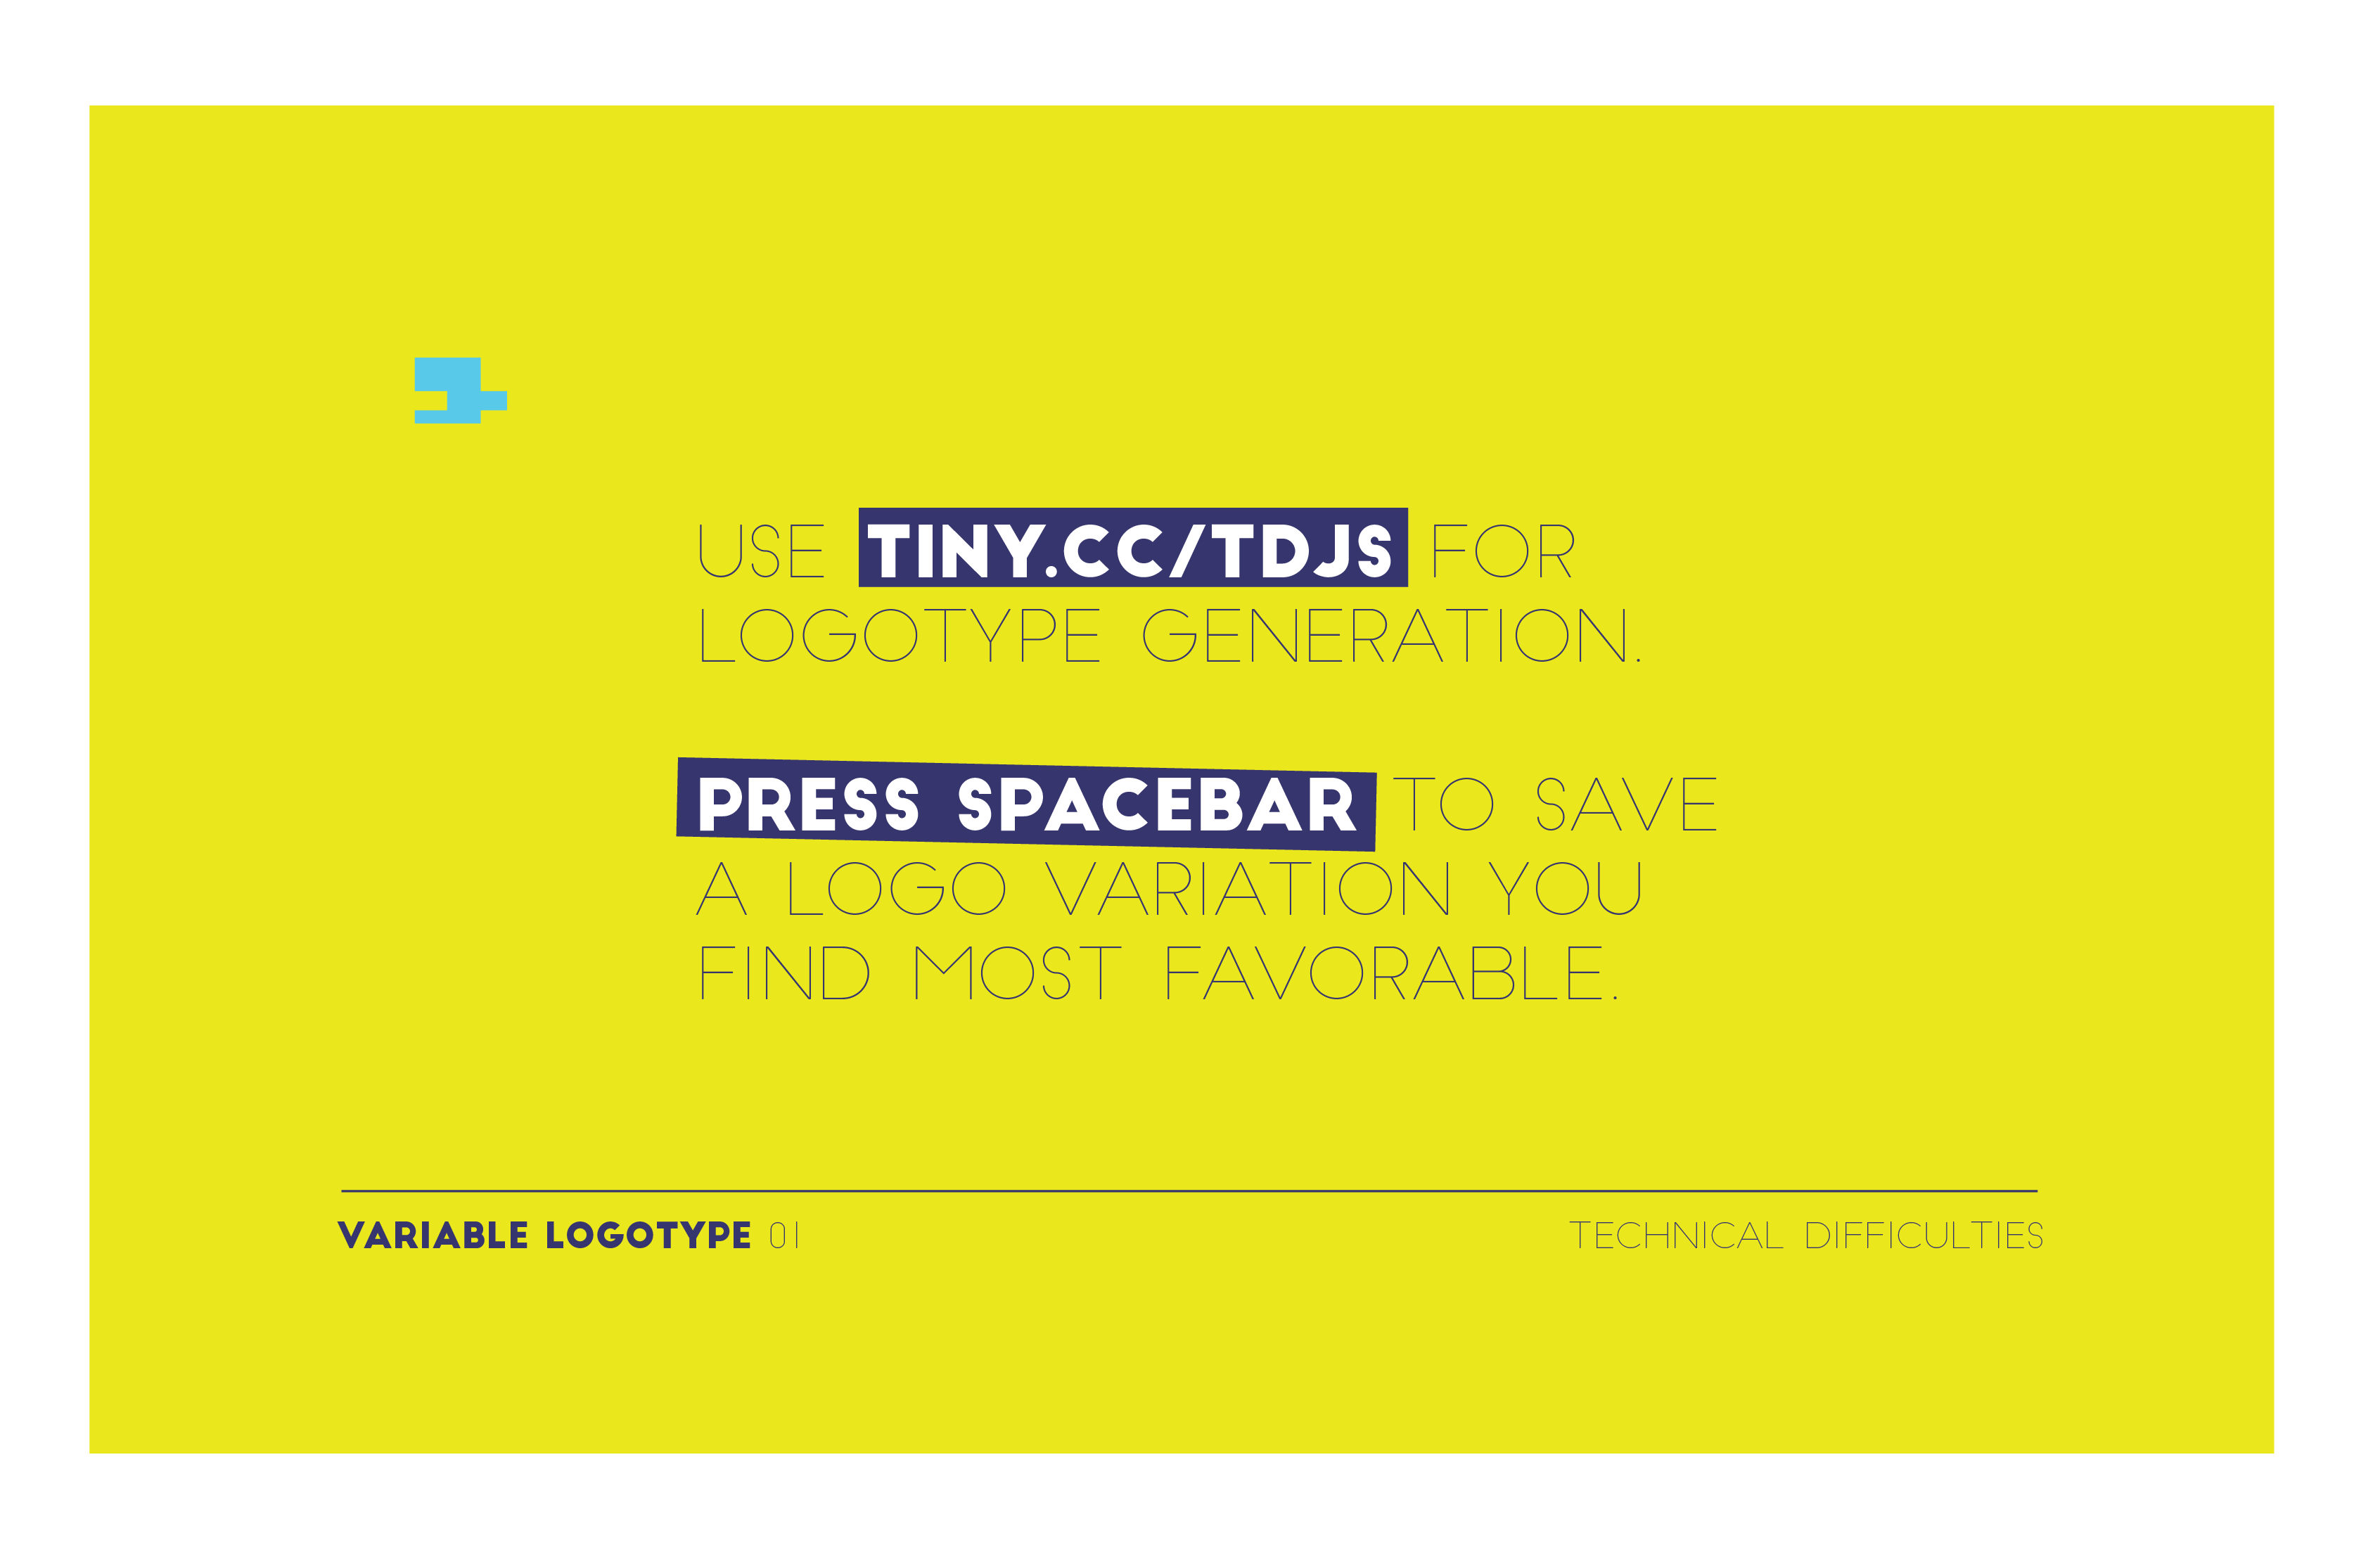 USE TINY.CC/TDJS FOR
LOGOTYPE GENERATION.
PRESS SPACEBAR TO SAVE
A LOGO VARIATION YOU
FIND MOST FAVORABLE.
VARIABLE LOGOTYPE 01
TECHNICAL DIFFICULTIES